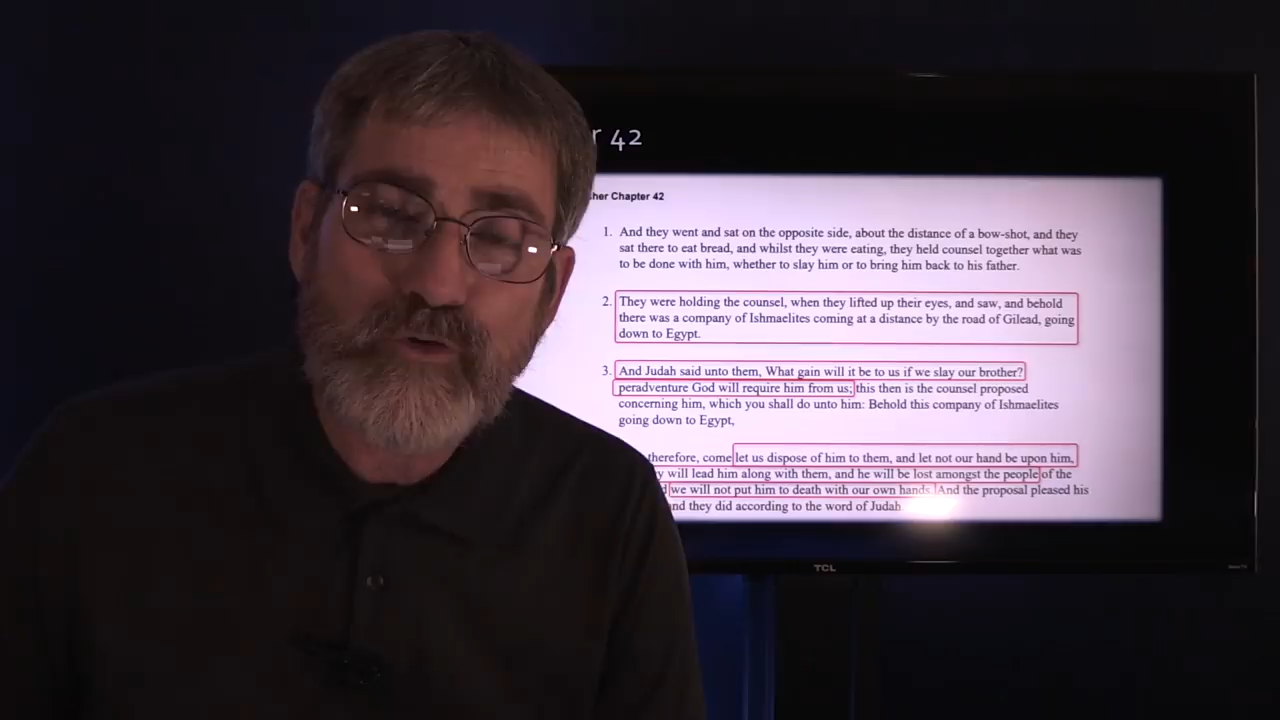 42
Chapter 42
1. And they went and sat on the opposite side, about the distance of a bow-shot, and they
sat there to eat bread, and whilst they were eating, they held counsel together what was
to be done with him, whether to slay him or to bring him back to his father.
2. They were holding the counsel, when they lifted up their eyes, and saw, and behold
there was a company of Ishmaelites coming at a distance by the road of Gilead, going
down to Egypt.
3. And Judah said unto them, What gain will it be to us if we slay our brother?
peradventure God will require him from us; this then is the counsel proposed
concerning him, which you shall do unto him: Behold this company of Ishmaelites
going down to Egypt,
therefore, come let us dispose of him to them, and let not our hand be upon him,
will lead him along with them, and he will be lost amongst the people of the
we will not put him to death with our own hands. And the proposal pleased his
and they did according to the word of Judah
TCL